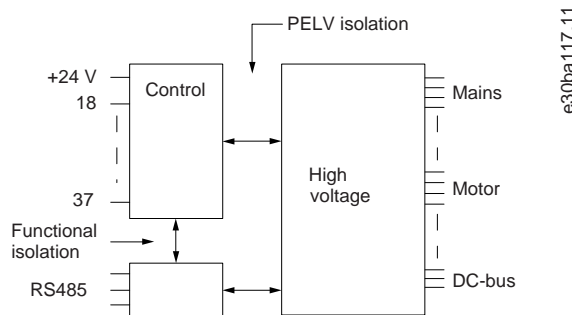 PELV isolation
+24 V
Control
18
Mains
High
voltage
37
Motor
Functional
isolation
RS485
DC-bus
e30ba117.11